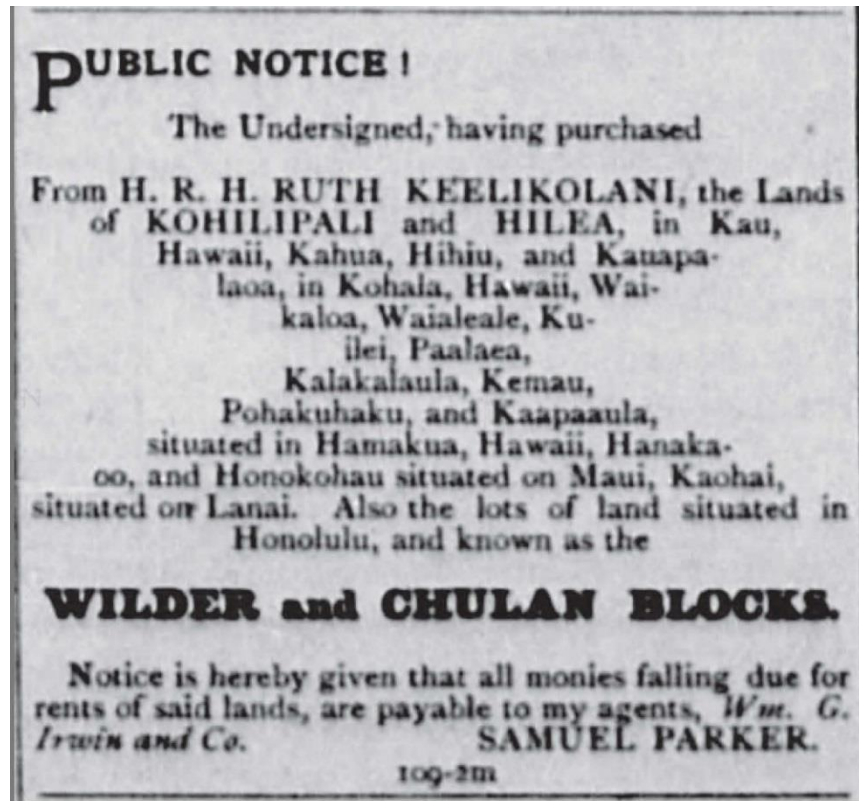 PUBLIC NOTICE !
The Undersigned, having purchased
From H. R. H. RUTH KEELIKOLANI, the Lands
of KOHILIPALI and HILEA, in Kau,
Hawaii, Kahua, Hihiu, and Kauapa-
laoa, in Kohala, Hawaii, Wai-
kaloa, Waialeale, Ku-
ilei, Paalaea,
Kalakalaula, Kemau,
Pohakuhaku, and Kaapaaula,
situated in Hamakua, Hawaii, Hanaka-
oo, and Honokohau situated on Maui, Kaohai,
situated on Lanai. Also the lots of land situated in
Honolulu, and known as the
WILDER and CHULAN BLOCKS.
Notice is hereby given that all monies falling due for
rents of said lands, are payable to my agents, Wm. G.
Irwin and Co. SAMUEL PARKER.
109-2m